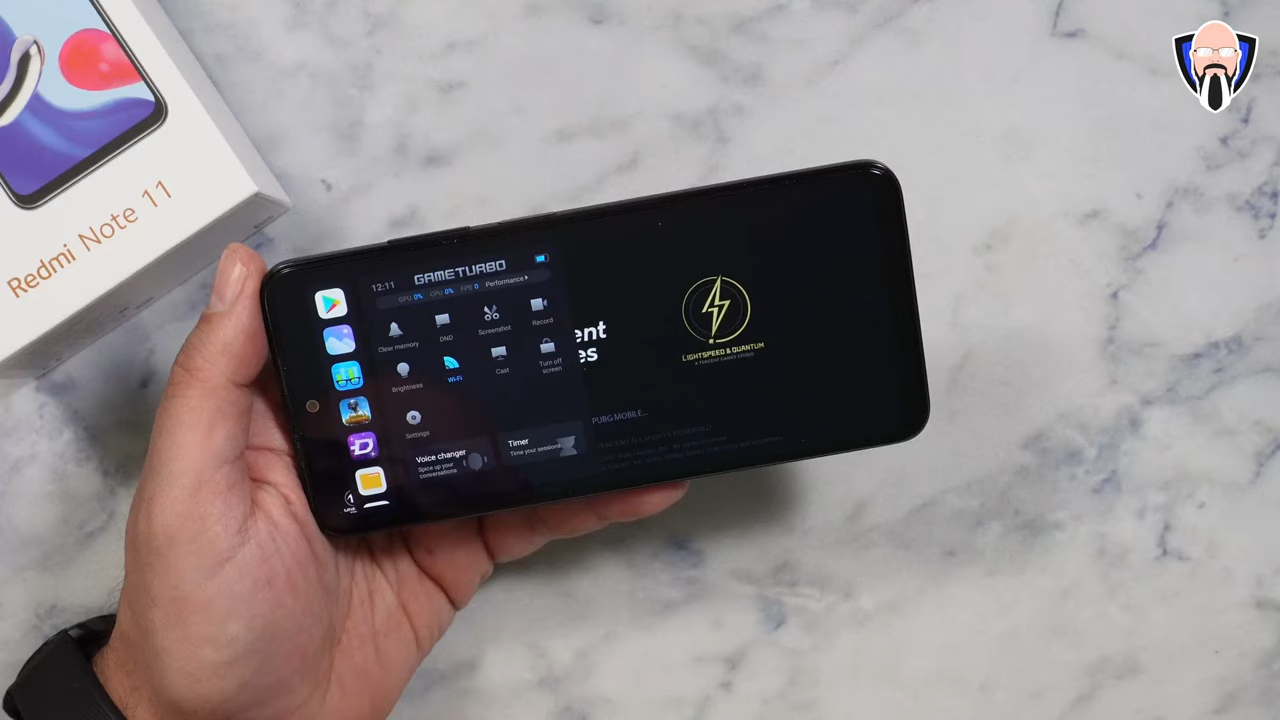 Redmi Note 11
12:11
GAMETURBO
GPU 0% CPU 0% FPS 0 Performance
Clear memory
DND
Screenshot
Record
Brightness
Wi-Fi
Cast
Turn off
screen
Settings
Voice changer
Spice up your
conversations
Timer
Time your sessions
ent
es
LIGHTSPEED & QUANTUM
A TENCENT GAMES STUDIO
PUBG MOBILE...